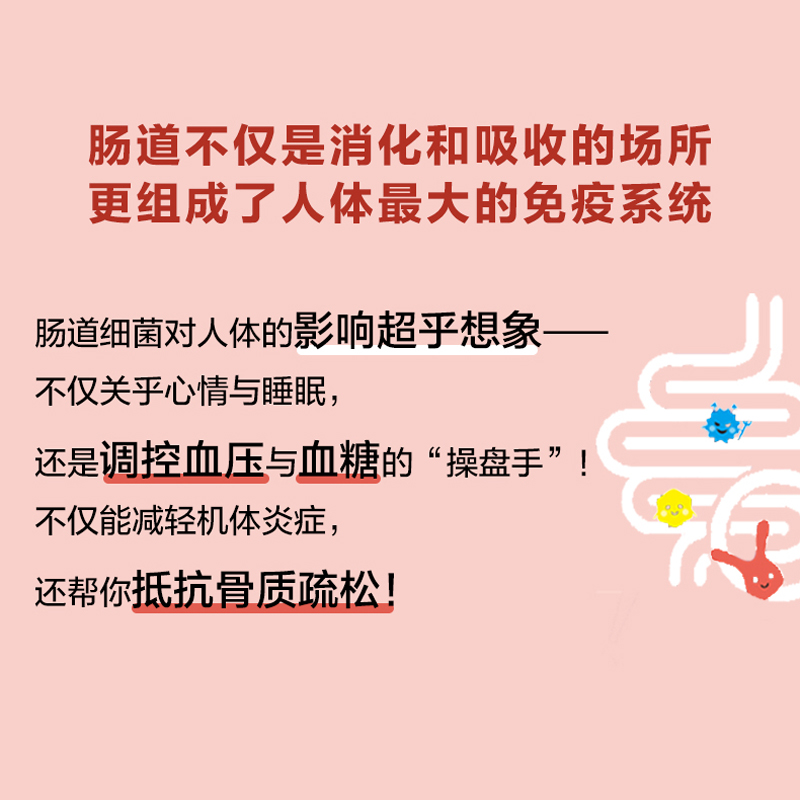 肠道不仅是消化和吸收的场所
更组成了人体最大的免疫系统
肠道细菌对人体的影响超乎想象——
不仅关乎心情与睡眠，
还是调控血压与血糖的“操盘手”！
不仅能减轻机体炎症，
还帮你抵抗骨质疏松！